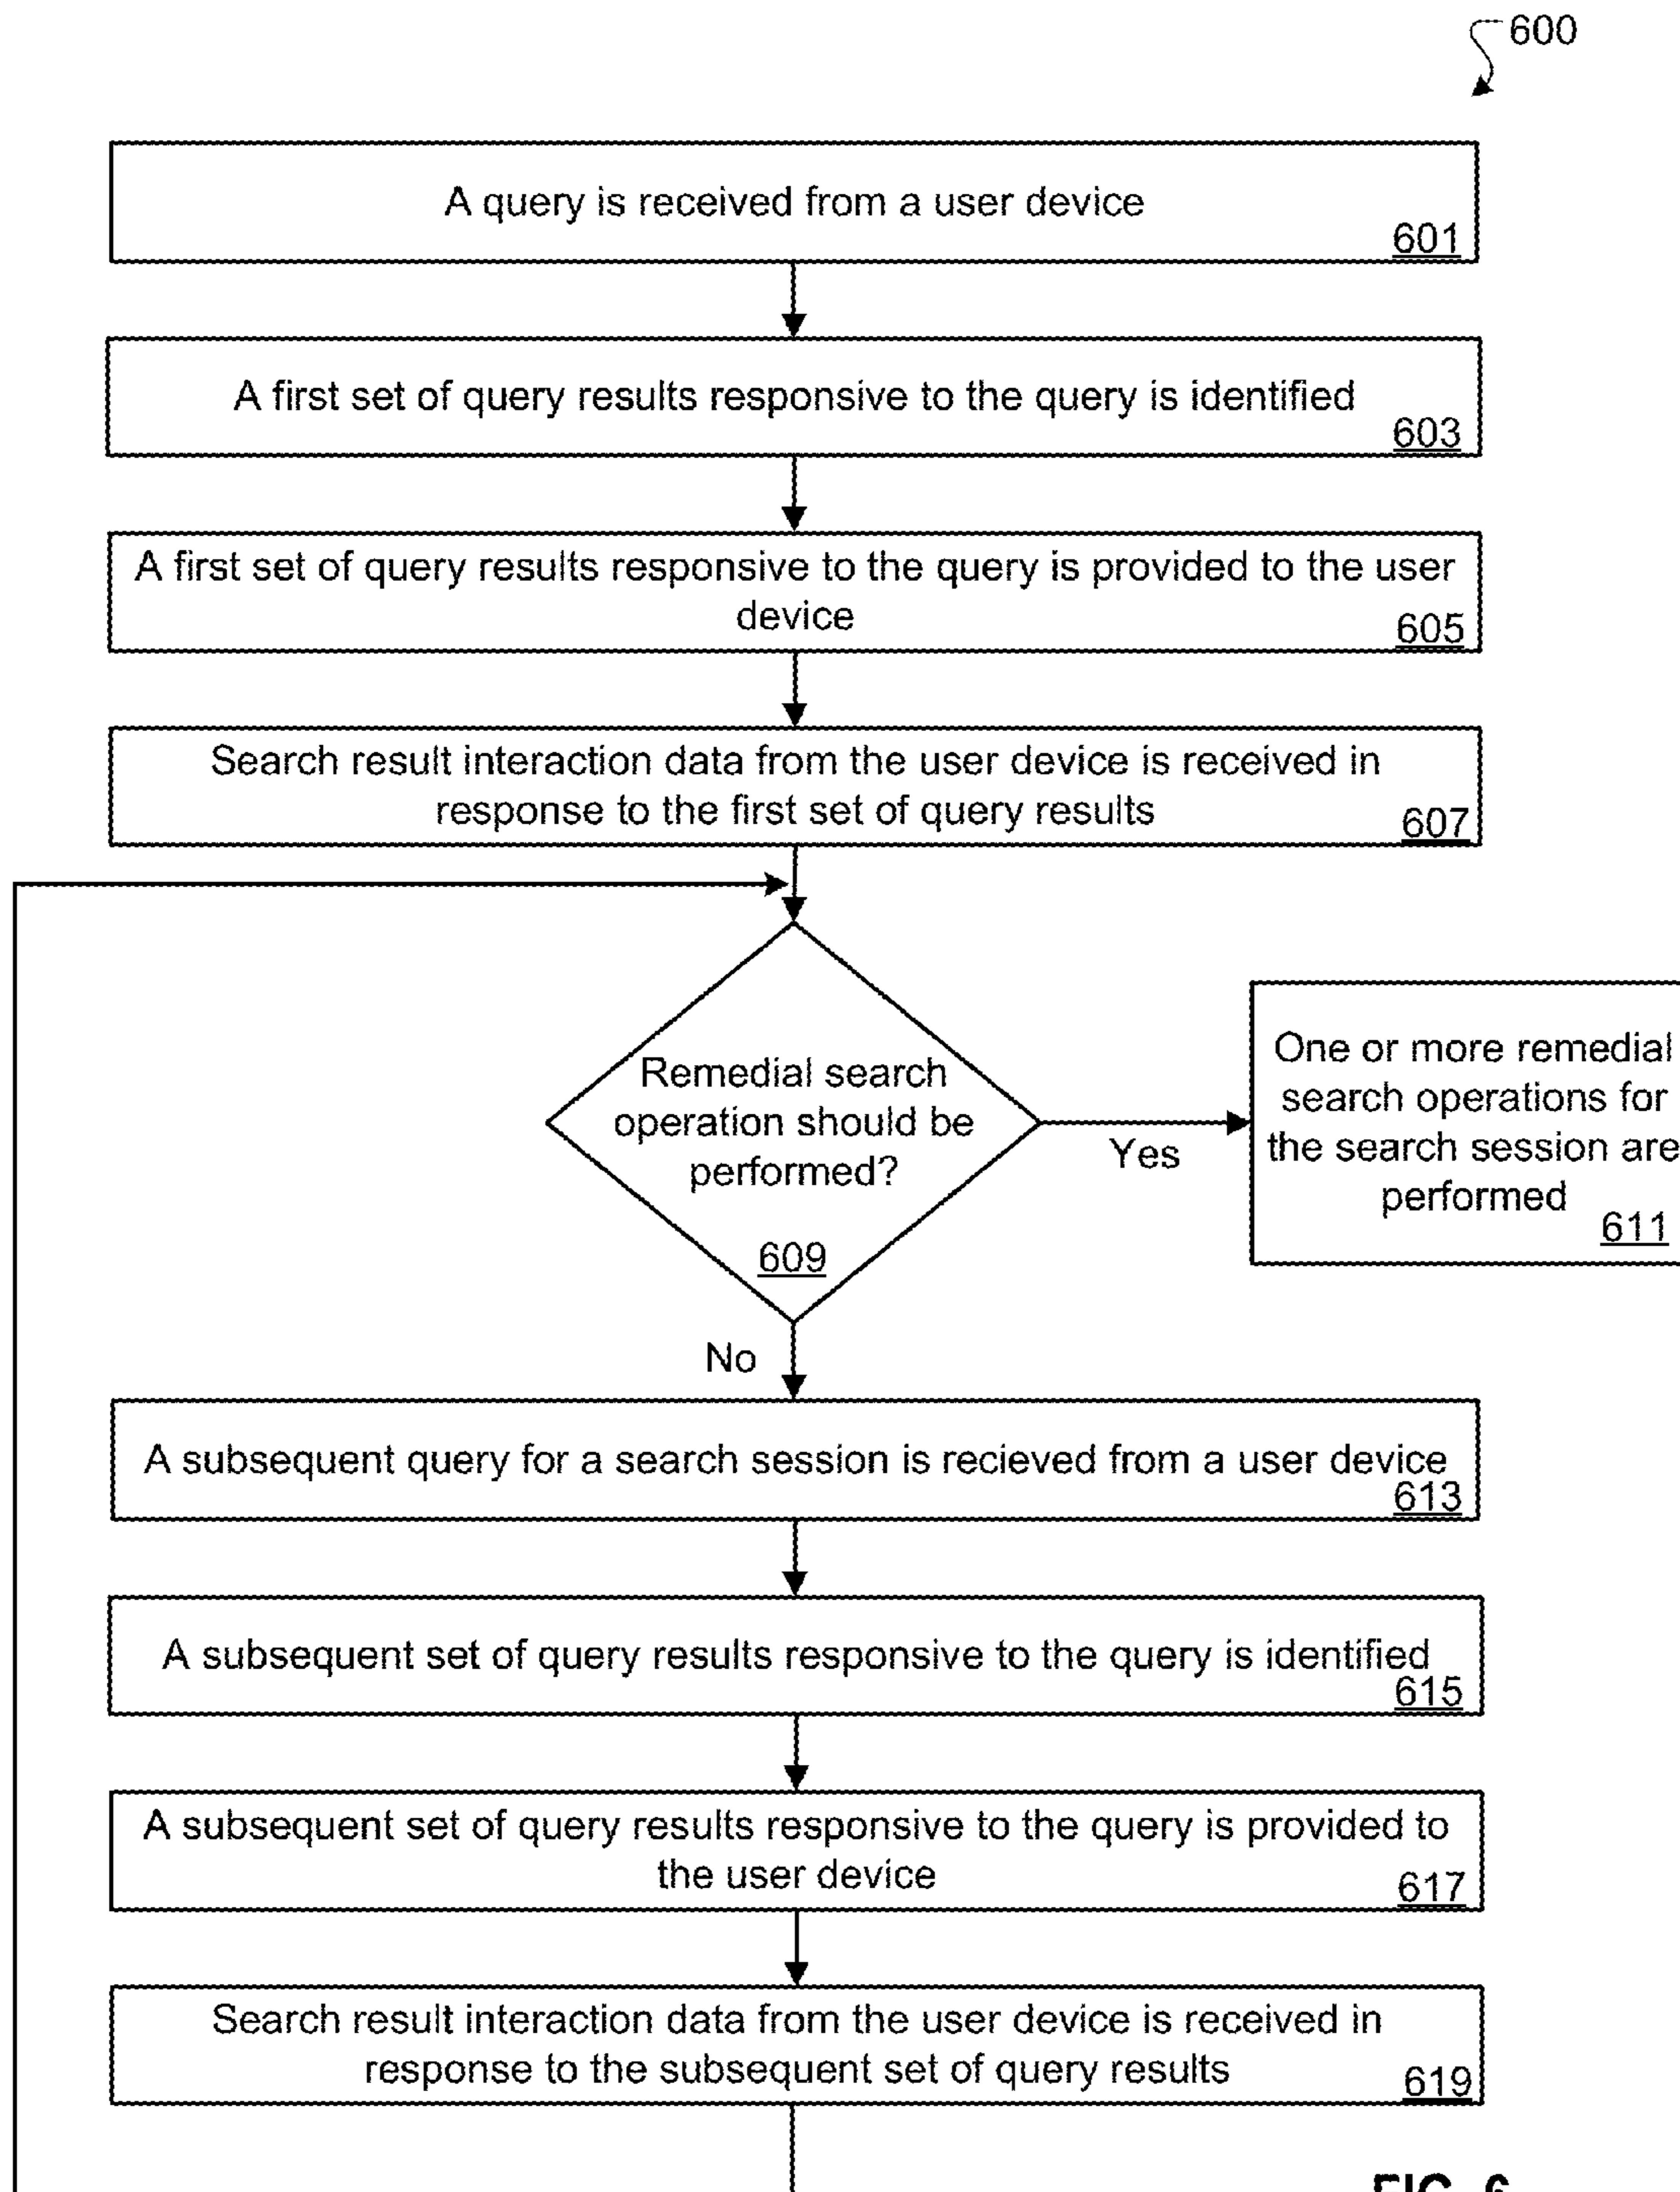 600
A query is received from a user device
601
A first set of query results responsive to the query is identified
603
A first set of query results responsive to the query is provided to the user
device
605
Search result interaction data from the user device is received in
response to the first set of query results
607
Remedial search
operation should be
performed?
609
Yes
One or more remedial
search operations for
the search session are
performed
611
No
A subsequent query for a search session is recieved from a user device
613
A subsequent set of query results responsive to the query is identified
615
A subsequent set of query results responsive to the query is provided to
the user device
617
Search result interaction data from the user device is received in
response to the subsequent set of query results
619
FIG. 6